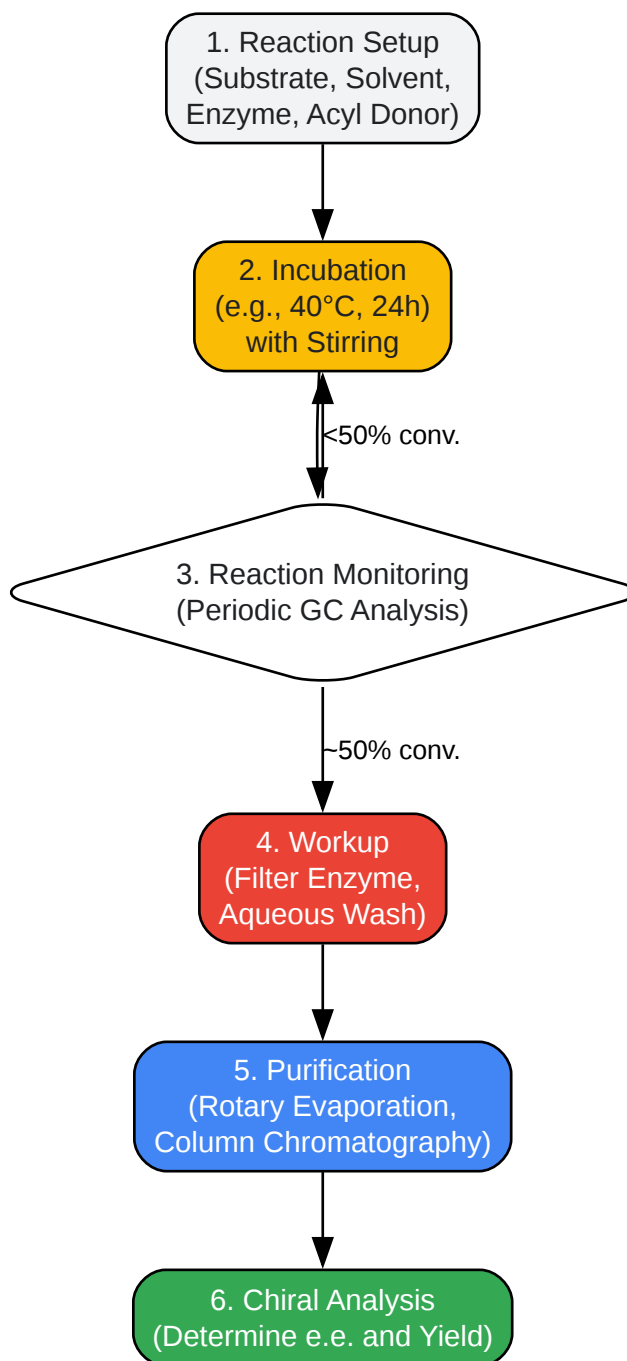 1. Reaction Setup
(Substrate, Solvent,
Enzyme, Acyl Donor)
2. Incubation
(e.g., 40°C, 24h)
with Stirring
<50% conv.
3. Reaction Monitoring
(Periodic GC Analysis)
~50% conv.
4. Workup
(Filter Enzyme,
Aqueous Wash)
5. Purification
(Rotary Evaporation,
Column Chromatography)
6. Chiral Analysis
(Determine e.e. and Yield)